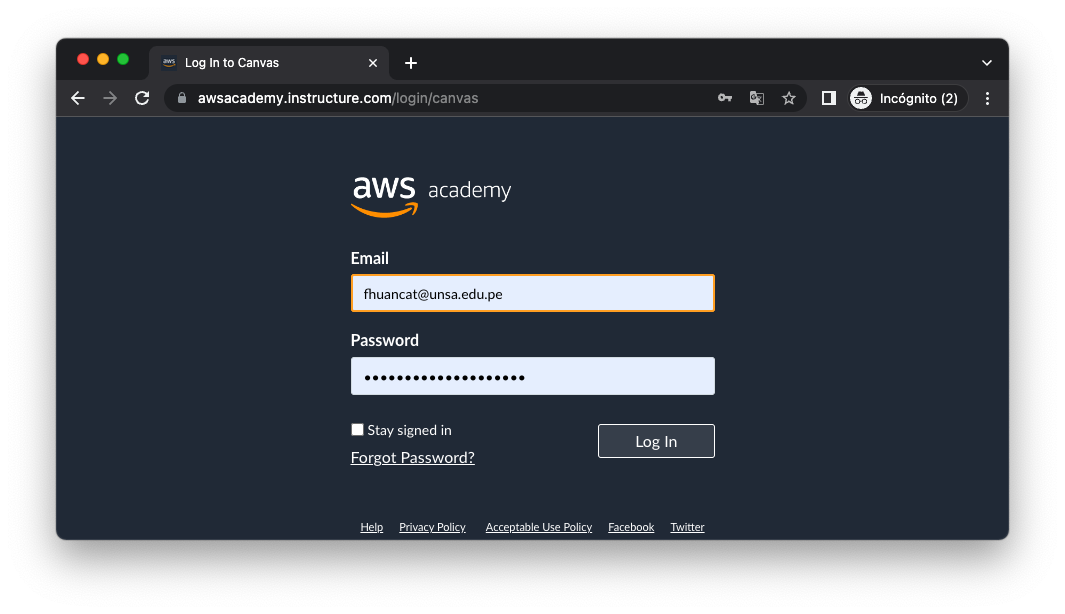 aws Log In to Canvas
awsacademy.instructure.com/login/canvas Incógnito (2)
aws academy
Email
fhuancat@unsa.edu.pe
Password
••••••••••••••••••••
Stay signed in
Log In
Forgot Password?
Help Privacy Policy Acceptable Use Policy Facebook Twitter